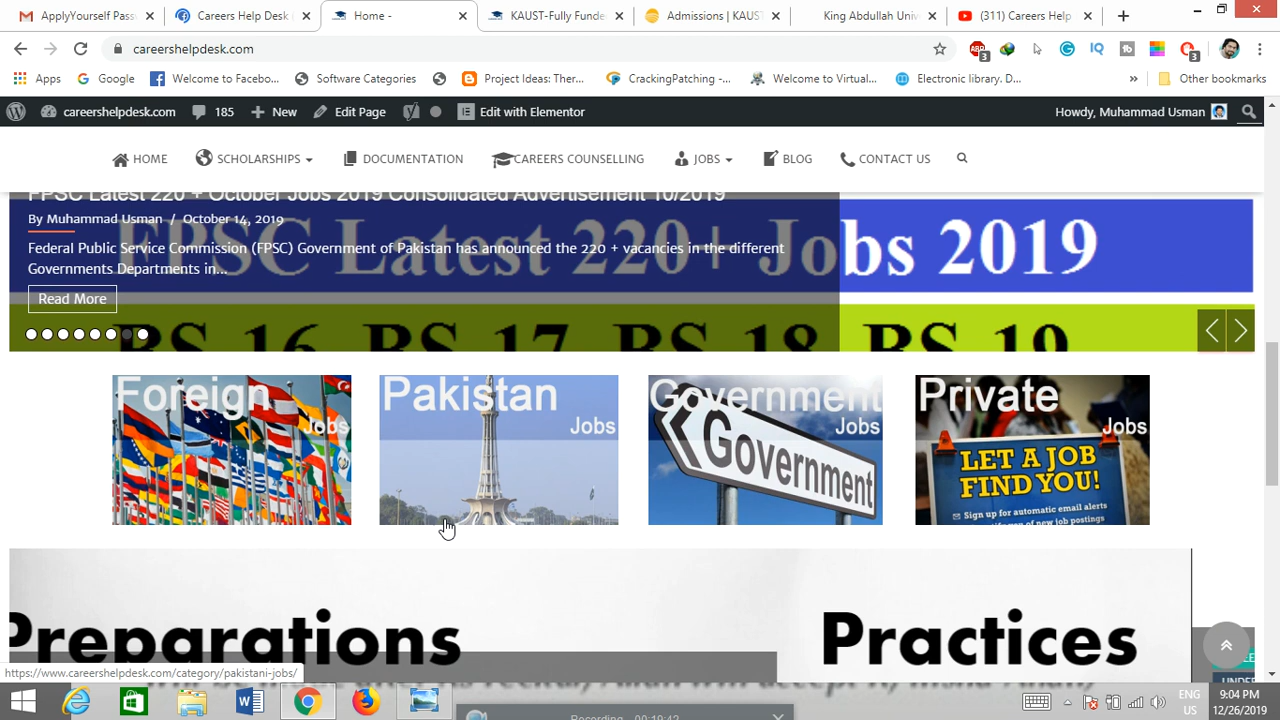 ApplyYourself Passw
Careers Help Desk
Home -
KAUST-Fully Funde
Admissions | KAUST
King Abdullah Univ
(311) Careers Help
careershelpdesk.com
Apps
Google
Welcome to Facebo...
Software Categories
Project Ideas: Ther...
CrackingPatching -...
Welcome to Virtual...
Electronic library. D...
Other bookmarks
careershelpdesk.com
185
New
Edit Page
Edit with Elementor
Howdy, Muhammad Usman
HOME
SCHOLARSHIPS
DOCUMENTATION
CAREERS COUNSELLING
JOBS
BLOG
CONTACT US
FPSC Latest 220 + October Jobs 2019 Consolidated Advertisement 10/2019
By Muhammad Usman / October 14, 2019
Federal Public Service Commission (FPSC) Government of Pakistan has announced the 220 + vacancies in the different
Governments Departments in...
Read More
FPSC Latest 220+ Jobs 2019
BS-16, BS-17, BS-18, BS-19
Foreign
Jobs
Pakistan
Jobs
Government
Jobs
Government
Private
Jobs
LET A JOB
FIND YOU!
Sign up for automatic email alerts
Preparations
Practices
https://www.careershelpdesk.com/category/pakistani-jobs/
Recording - 00:19:42
ENG
US
9:04 PM
12/26/2019